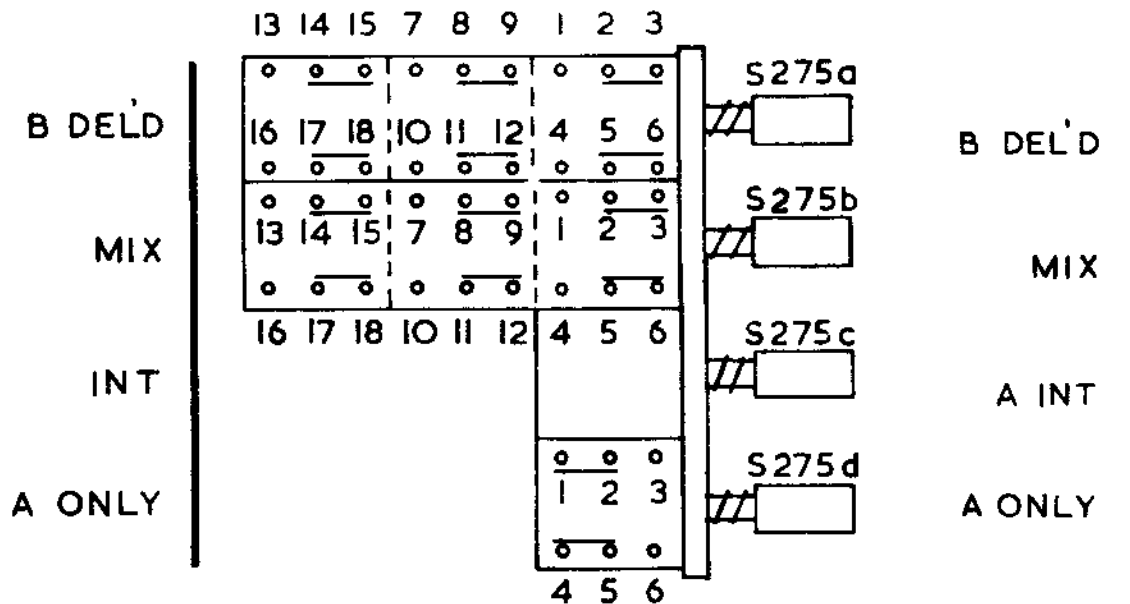 13 14 15 7 8 9 1 2 3
S275a
B DEL'D
16 17 18 10 11 12 4 5 6
B DEL'D
S275b
MIX
13 14 15 7 8 9 1 2 3
MIX
16 17 18 10 11 12 4 5 6
S275c
INT
A INT
S275d
A ONLY
1 2 3
A ONLY
4 5 6